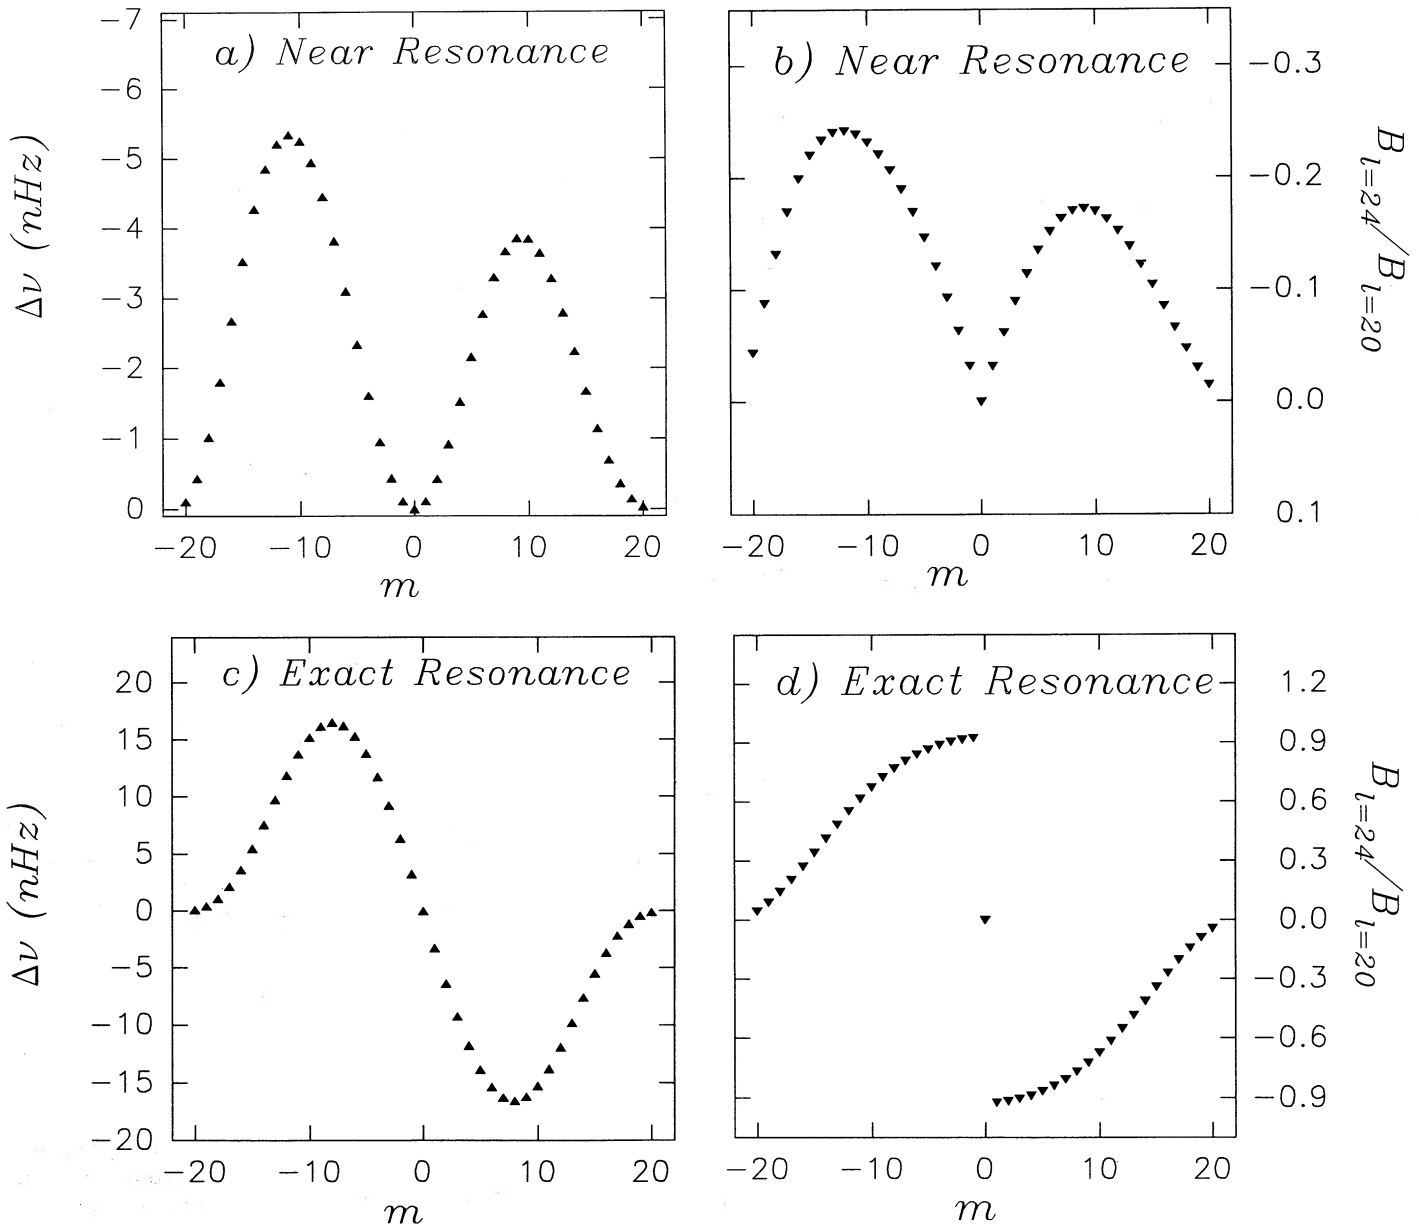 a) Near Resonance
Δν (nHz)
−7
−6
−5
−4
−3
−2
−1
0
−20 −10 0 10 20
m
b) Near Resonance
−0.3
−0.2
−0.1
0.0
0.1
B_{l=24}/B_{l=20}
−20 −10 0 10 20
m
c) Exact Resonance
Δν (nHz)
20
15
10
5
0
−5
−10
−15
−20
−20 −10 0 10 20
m
d) Exact Resonance
1.2
0.9
0.6
0.3
0.0
−0.3
−0.6
−0.9
B_{l=24}/B_{l=20}
−20 −10 0 10 20
m